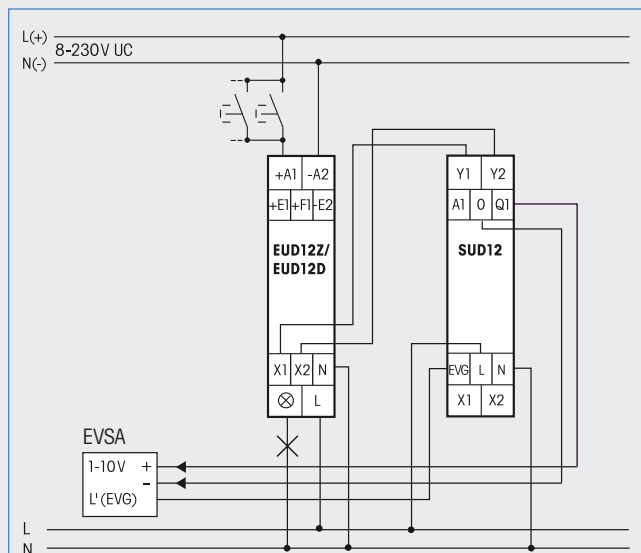 L(+)
8-230V UC
N(-)
+A1 -A2
+E1 +F1 -E2
EUD12Z/
EUD12D
X1 X2 N
L
Y1 Y2
A1 0 Q1
SUD12
EVG L N
X1 X2
EVSA
1-10V +
-
L' (EVG)
L
N